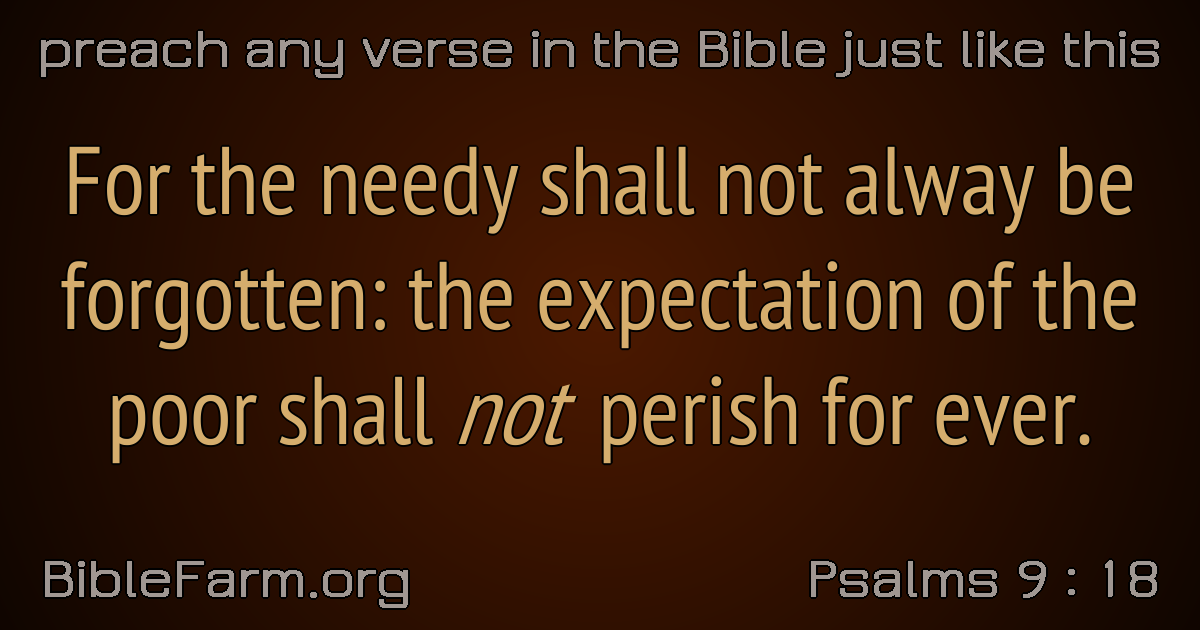 preach any verse in the Bible just like this
For the needy shall not alway be
forgotten: the expectation of the
poor shall not perish for ever.
BibleFarm.org
Psalms 9 : 18